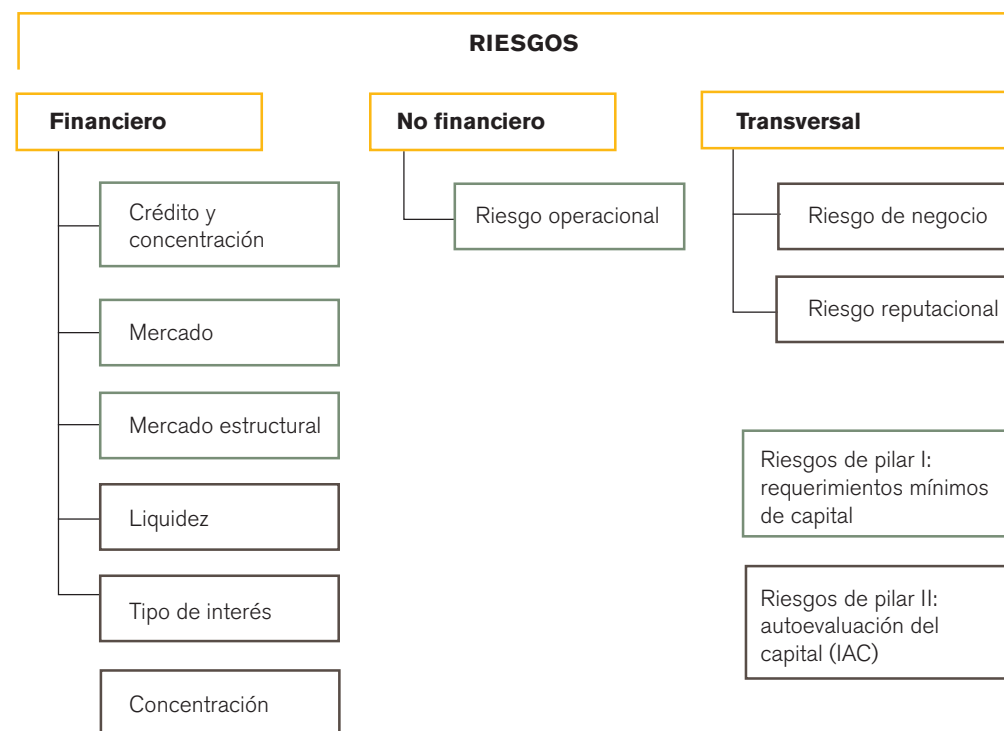 RIESGOS
Financiero
Crédito y
concentración
Mercado
Mercado estructural
Liquidez
Tipo de interés
Concentración
No financiero
Riesgo operacional
Transversal
Riesgo de negocio
Riesgo reputacional
Riesgos de pilar I:
requerimientos mínimos
de capital
Riesgos de pilar II:
autoevaluación del
capital (IAC)